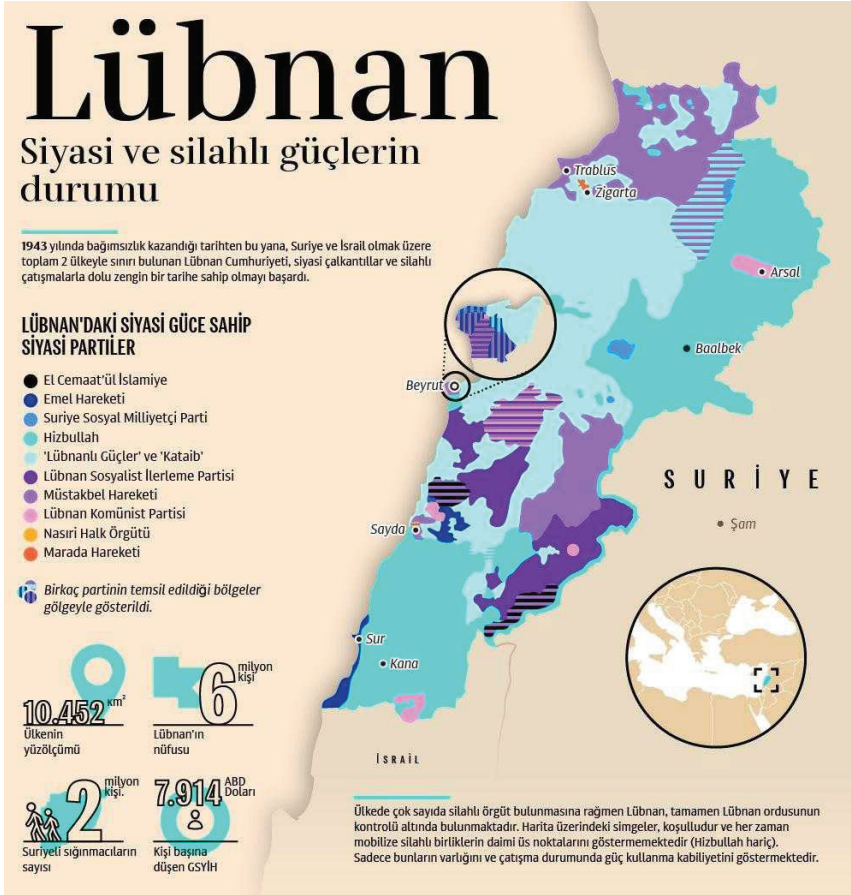 Lübnan
Siyasi ve silahlı güçlerin
durumu
1943 yılında bağımsızlık kazandığı tarihten bu yana, Suriye ve İsrail olmak üzere
toplam 2 ülkeyle sınırı bulunan Lübnan Cumhuriyeti, siyasi çalkantıllar ve silahlı
çatışmalarla dolu zengin bir tarihe sahip olmayı başardı.
LÜBNAN'DAKİ SİYASİ GÜCE SAHİP
SİYASİ PARTİLER
El Cemaat'ül İslamiye
Emel Hareketi
Suriye Sosyal Milliyetçi Parti
Hizbullah
'Lübnanlı Güçler' ve 'Kataib'
Lübnan Sosyalist İlerleme Partisi
Müstakbel Hareketi
Lübnan Komünist Partisi
Nasıri Halk Örgütü
Marada Hareketi
Birkaç partinin temsil edildiği bölgeler
gölgeyle gösterildi.
10.452 km²
Ülkenin
yüzölçümü
6 milyon
kişi
Lübnan'ın
nüfusu
2 milyon
kişi.
Suriyeli sığınmacıların
sayısı
7.914 ABD
Doları
Kişi başına
düşen GSYİH
Trablus
Zigarta
Arsal
Baalbek
Beyrut
SURİYE
Şam
Sayda
Sur
Kana
İSRAİL
Ülkede çok sayıda silahlı örgüt bulunmasına rağmen Lübnan, tamamen Lübnan ordusunun
kontrolü altında bulunmaktadır. Harita üzerindeki simgeler, koşulludur ve her zaman
mobilize silahlı birliklerin daimi üs noktalarını göstermemektedir (Hizbullah hariç).
Sadece bunların varlığını ve çatışma durumunda güç kullanma kabiliyetini göstermektedir.